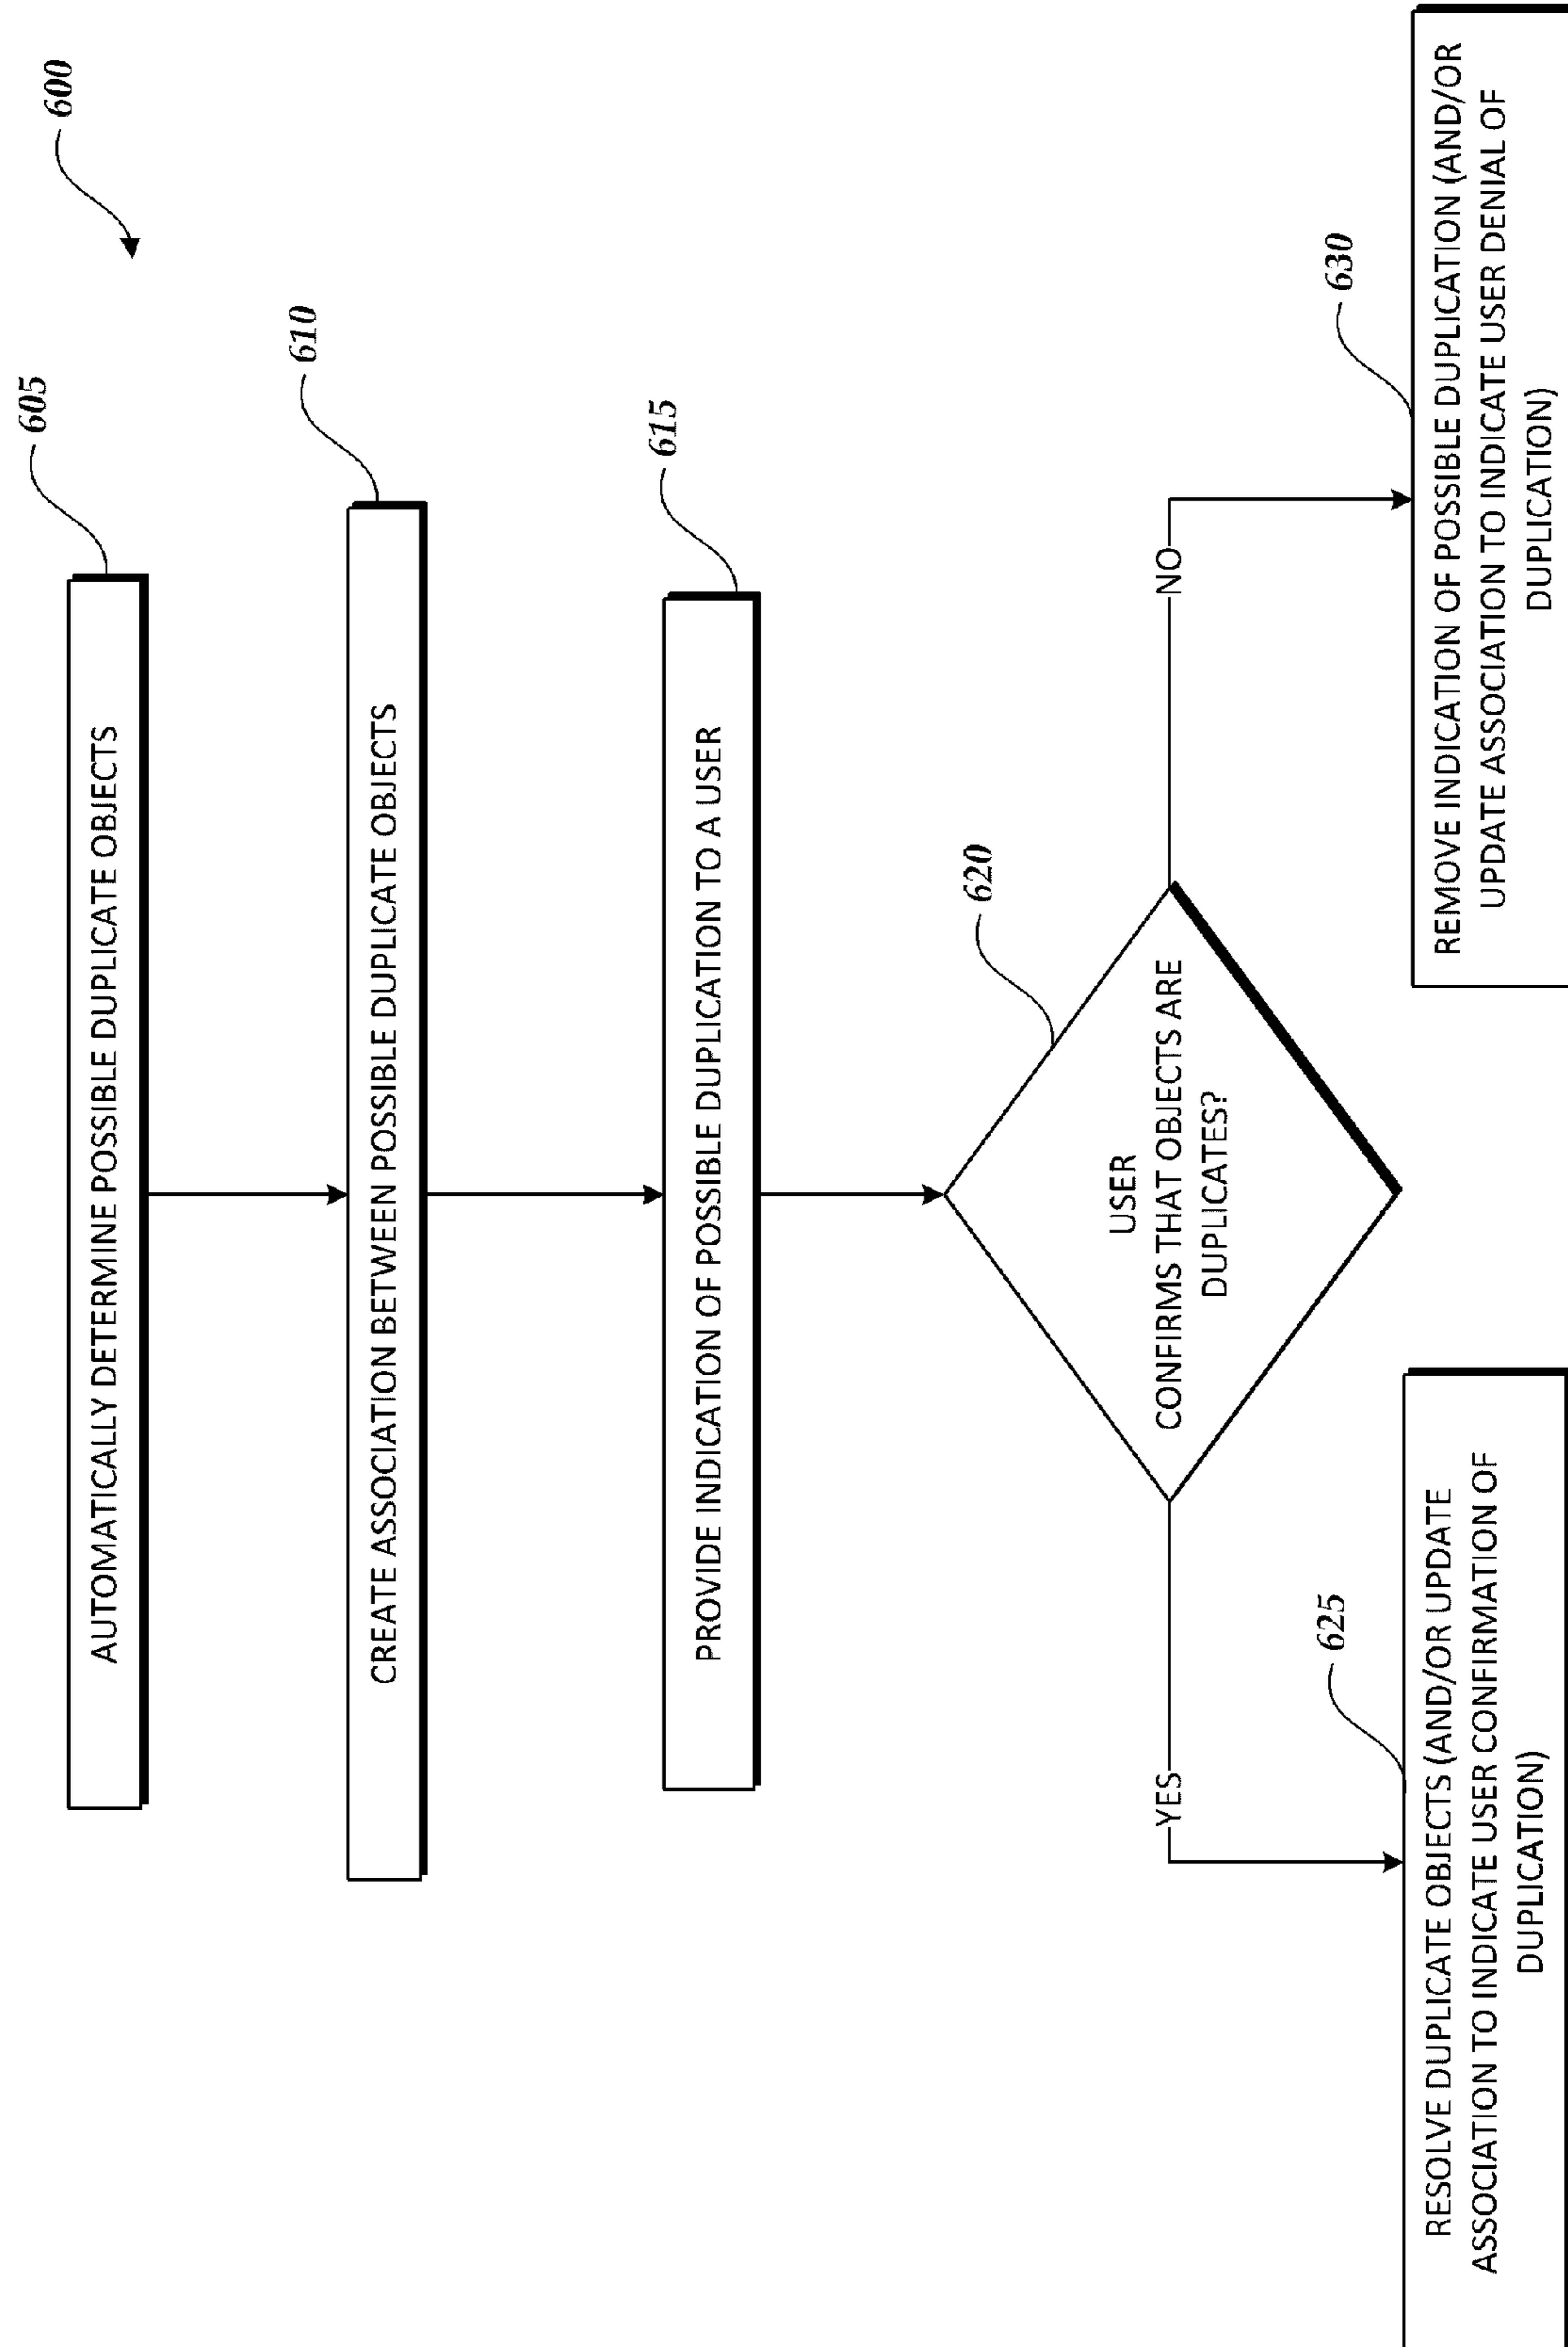 600
605
AUTOMATICALLY DETERMINE POSSIBLE DUPLICATE OBJECTS
610
CREATE ASSOCIATION BETWEEN POSSIBLE DUPLICATE OBJECTS
615
PROVIDE INDICATION OF POSSIBLE DUPLICATION TO A USER
620
USER
CONFIRMS THAT OBJECTS ARE
DUPLICATES?
YES
NO
625
RESOLVE DUPLICATE OBJECTS (AND/OR UPDATE
ASSOCIATION TO INDICATE USER CONFIRMATION OF
DUPLICATION)
630
REMOVE INDICATION OF POSSIBLE DUPLICATION (AND/OR
UPDATE ASSOCIATION TO INDICATE USER DENIAL OF
DUPLICATION)